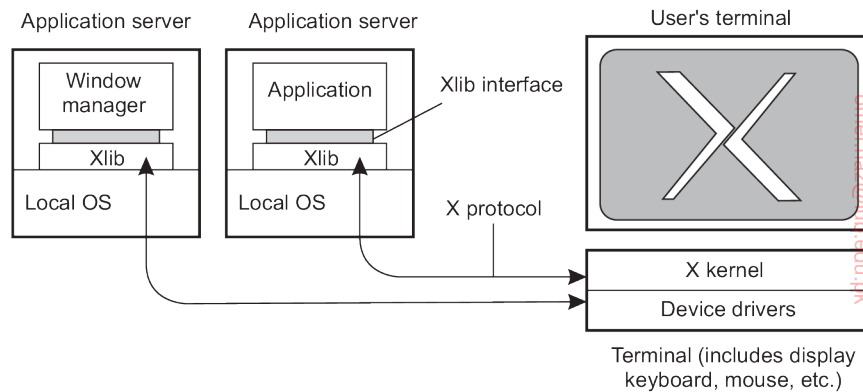 Application server
Application server
User's terminal
Window
manager
Application
Xlib interface
Xlib
Xlib
Local OS
Local OS
X protocol
X kernel
Device drivers
Terminal (includes display
keyboard, mouse, etc.)